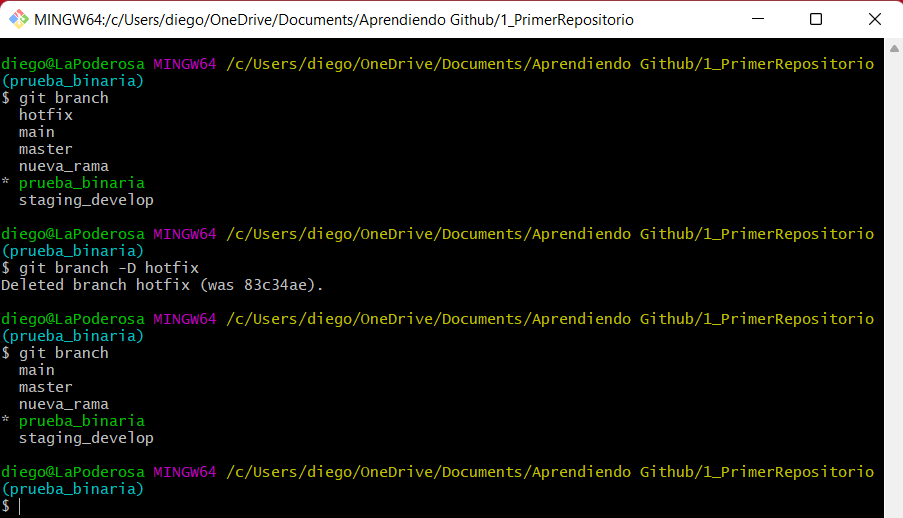 MINGW64:/c/Users/diego/OneDrive/Documents/Aprendiendo Github/1_PrimerRepositorio
diego@LaPoderosa MINGW64 /c/Users/diego/OneDrive/Documents/Aprendiendo Github/1_PrimerRepositorio
(prueba_binaria)
$ git branch
  hotfix
  main
  master
  nueva_rama
* prueba_binaria
  staging_develop
diego@LaPoderosa MINGW64 /c/Users/diego/OneDrive/Documents/Aprendiendo Github/1_PrimerRepositorio
(prueba_binaria)
$ git branch -D hotfix
Deleted branch hotfix (was 83c34ae).
diego@LaPoderosa MINGW64 /c/Users/diego/OneDrive/Documents/Aprendiendo Github/1_PrimerRepositorio
(prueba_binaria)
$ git branch
  main
  master
  nueva_rama
* prueba_binaria
  staging_develop
diego@LaPoderosa MINGW64 /c/Users/diego/OneDrive/Documents/Aprendiendo Github/1_PrimerRepositorio
(prueba_binaria)
$